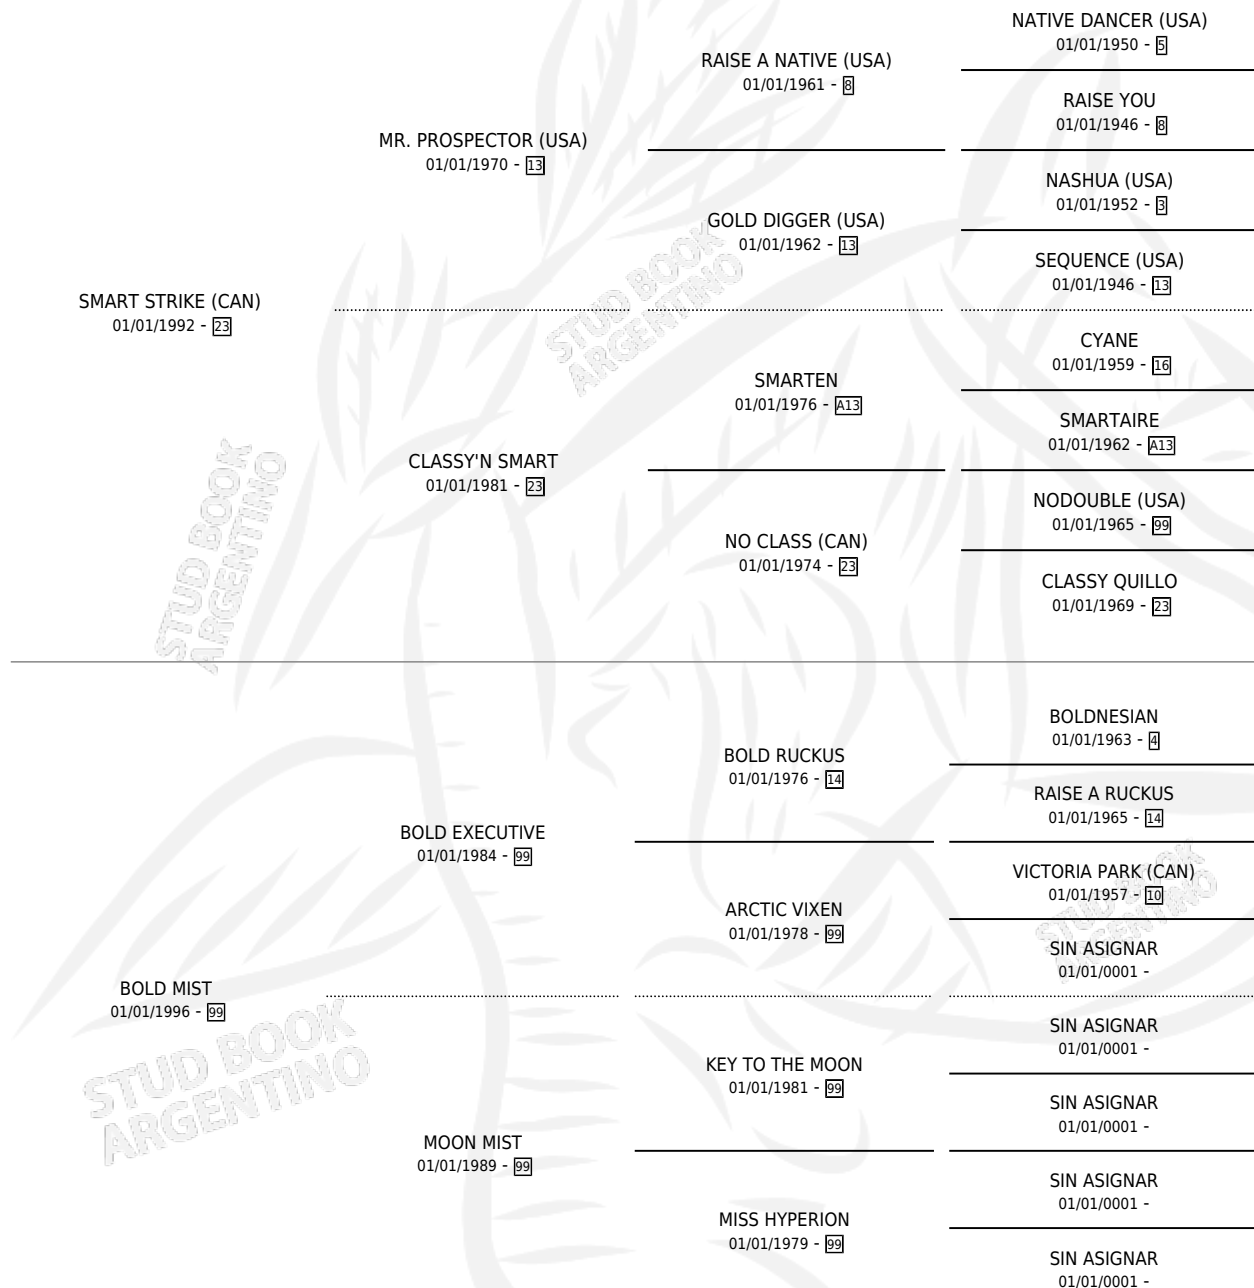 NATIVE DANCER (USA)
01/01/1950 - 5
RAISE A NATIVE (USA)
01/01/1961 - 8
RAISE YOU
01/01/1946 - 8
MR. PROSPECTOR (USA)
01/01/1970 - 13
NASHUA (USA)
01/01/1952 - 3
GOLD DIGGER (USA)
01/01/1962 - 13
SEQUENCE (USA)
01/01/1946 - 13
SMART STRIKE (CAN)
01/01/1992 - 23
CYANE
01/01/1959 - 16
SMARTEN
01/01/1976 - A13
SMARTAIRE
01/01/1962 - A13
CLASSY'N SMART
01/01/1981 - 23
NODOUBLE (USA)
01/01/1965 - 99
NO CLASS (CAN)
01/01/1974 - 23
CLASSY QUILLO
01/01/1969 - 23
BOLDNESIAN
01/01/1963 - 4
BOLD RUCKUS
01/01/1976 - 14
RAISE A RUCKUS
01/01/1965 - 14
BOLD EXECUTIVE
01/01/1984 - 99
VICTORIA PARK (CAN)
01/01/1957 - 10
ARCTIC VIXEN
01/01/1978 - 99
SIN ASIGNAR
01/01/0001 -
BOLD MIST
01/01/1996 - 99
SIN ASIGNAR
01/01/0001 -
KEY TO THE MOON
01/01/1981 - 99
SIN ASIGNAR
01/01/0001 -
MOON MIST
01/01/1989 - 99
SIN ASIGNAR
01/01/0001 -
MISS HYPERION
01/01/1979 - 99
SIN ASIGNAR
01/01/0001 -
STUD BOOK
ARGENTINO
STUD BOOK
ARGENTINO
STUD BOOK
ARGENTINO
STUD BOOK
ARGENTINO